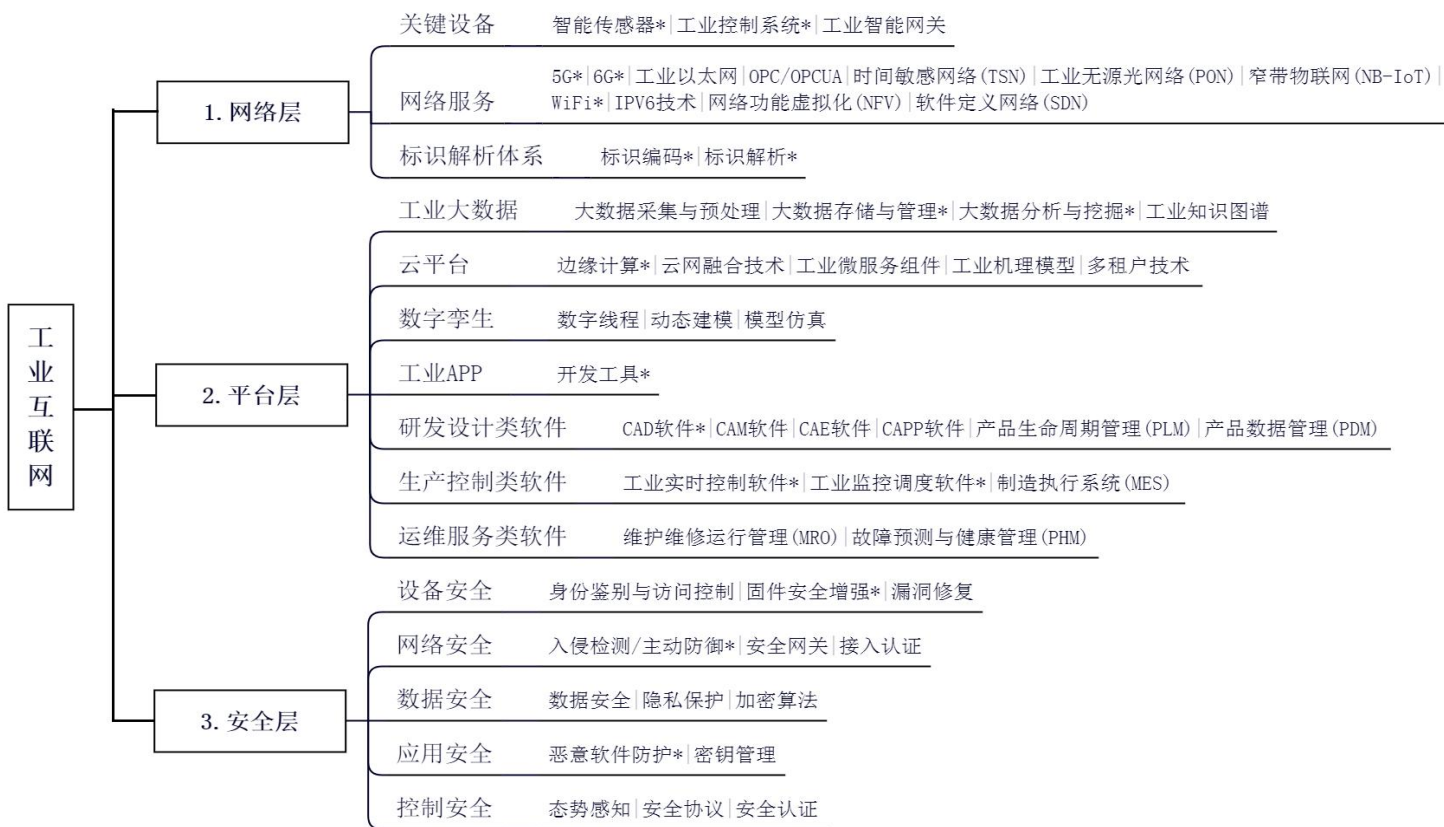 工业互联网
1.网络层
关键设备 智能传感器*|工业控制系统*|工业智能网关
网络服务 5G*|6G*|工业以太网|OPC/OPCUA|时间敏感网络(TSN)|工业无源光网络(PON)|窄带物联网(NB-IoT)|
WiFi*|IPV6技术|网络功能虚拟化(NFV)|软件定义网络(SDN)
标识解析体系 标识编码*|标识解析*
2.平台层
工业大数据 大数据采集与预处理|大数据存储与管理*|大数据分析与挖掘*|工业知识图谱
云平台 边缘计算*|云网融合技术|工业微服务组件|工业机理模型|多租户技术
数字孪生 数字线程|动态建模|模型仿真
工业APP 开发工具*
研发设计类软件 CAD软件*|CAM软件|CAE软件|CAPP软件|产品生命周期管理(PLM)|产品数据管理(PDM)
生产控制类软件 工业实时控制软件*|工业监控调度软件*|制造执行系统(MES)
运维服务类软件 维护维修运行管理(MRO)|故障预测与健康管理(PHM)
3.安全层
设备安全 身份鉴别与访问控制|固件安全增强*|漏洞修复
网络安全 入侵检测/主动防御*|安全网关|接入认证
数据安全 数据安全|隐私保护|加密算法
应用安全 恶意软件防护*|密钥管理
控制安全 态势感知|安全协议|安全认证